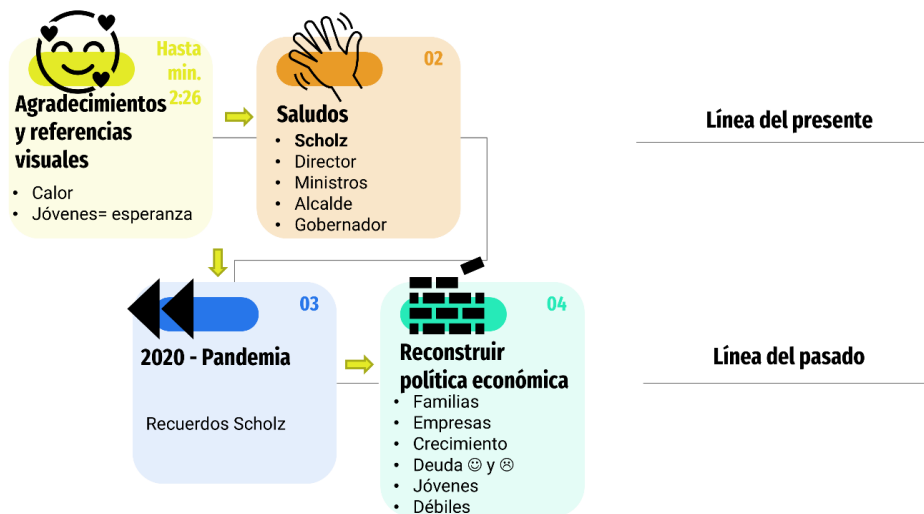 Hasta
min.
2:26
Agradecimientos
y referencias
visuales
• Calor
• Jóvenes= esperanza
02
Saludos
• Scholz
• Director
• Ministros
• Alcalde
• Gobernador
Línea del presente
03
2020 - Pandemia
Recuerdos Scholz
04
Reconstruir
política económica
• Familias
• Empresas
• Crecimiento
• Deuda ☺ y ☹
• Jóvenes
• Débiles
Línea del pasado